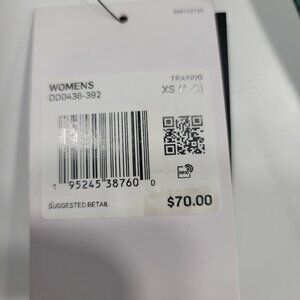 WOMENS
TRAINING
DD0436-392
XS (A-C)
1 95245 38760 0
SUGGESTED RETAIL
$70.00